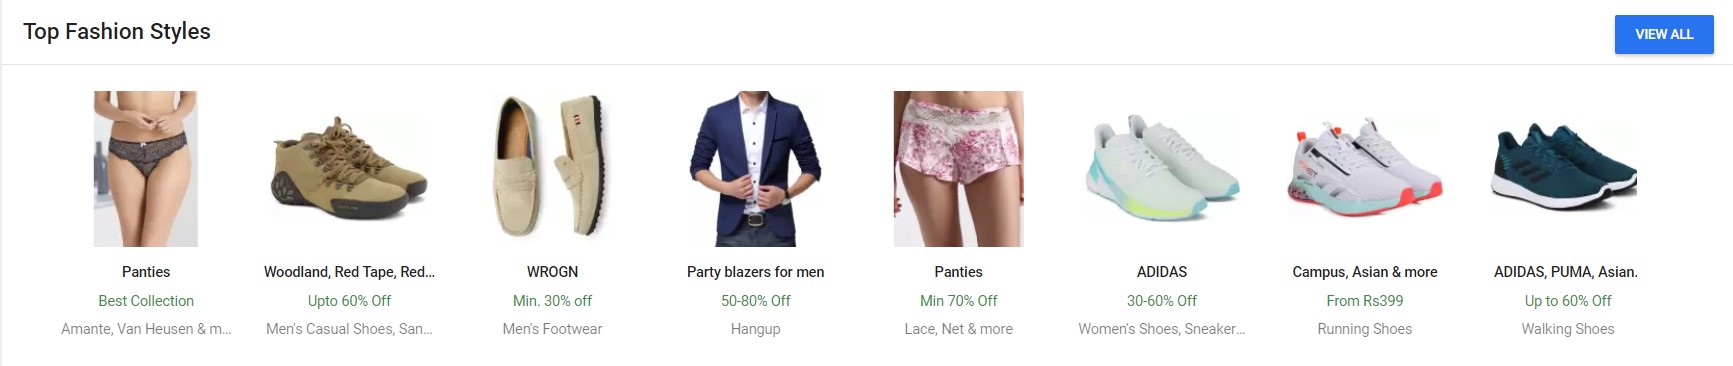 Top Fashion Styles
VIEW ALL
Panties
Best Collection
Amante, Van Heusen & m...
Woodland, Red Tape, Red...
Upto 60% Off
Men's Casual Shoes, San...
WROGN
Min. 30% off
Men's Footwear
Party blazers for men
50-80% Off
Hangup
Panties
Min 70% Off
Lace, Net & more
ADIDAS
30-60% Off
Women's Shoes, Sneaker...
Campus, Asian & more
From Rs399
Running Shoes
ADIDAS, PUMA, Asian.
Up to 60% Off
Walking Shoes